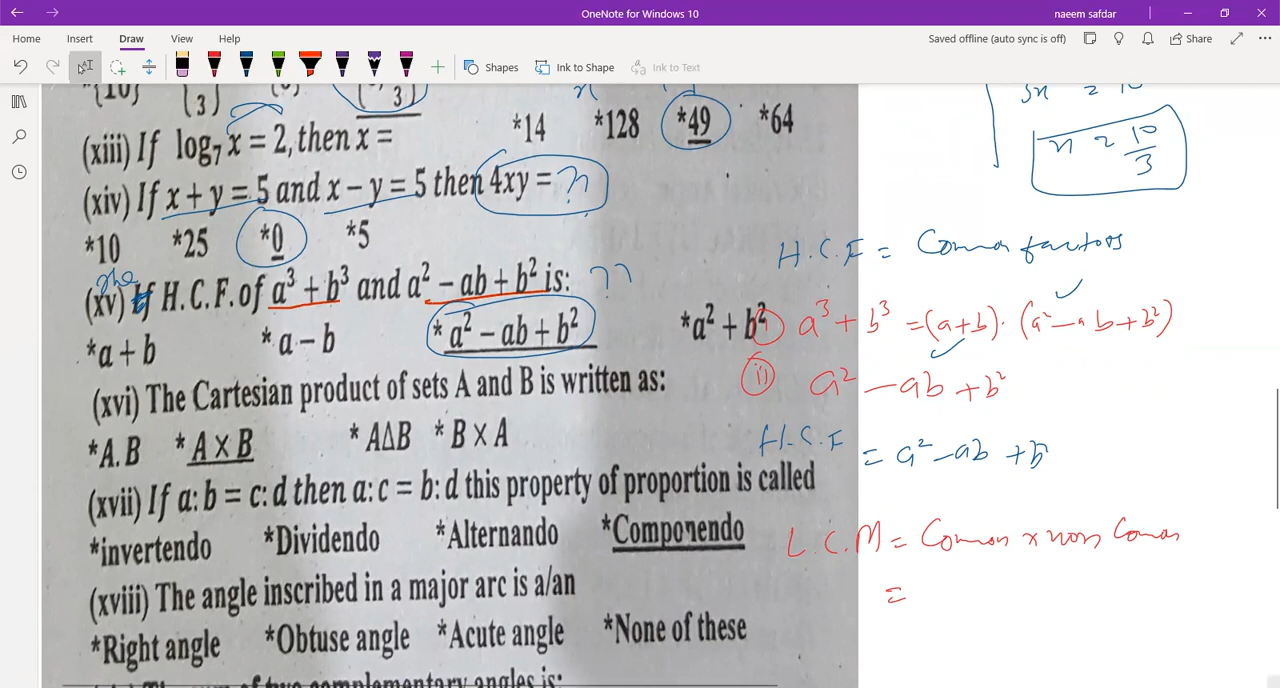 OneNote for Windows 10
naeem safdar
Home Insert Draw View Help
Saved offline (auto sync is off) Share
Shapes Ink to Shape Ink to Text
(xiii) If log₇ x = 2, then x =
*14 *128 *49 *64
(xiv) If x + y = 5 and x − y = 5 then 4xy = ?
*10 *25 *0 *5
(xv) If the H.C.F. of a³ + b³ and a² − ab + b² is: ??
*a + b *a − b *a² − ab + b² *a² + b²
(xvi) The Cartesian product of sets A and B is written as:
*A.B *A × B *A∆B *B × A
(xvii) If a: b = c: d then a: c = b: d this property of proportion is called
*invertendo *Dividendo *Alternando *Componendo
(xviii) The angle inscribed in a major arc is a/an
*Right angle *Obtuse angle *Acute angle *None of these
x = 10/3
H.C.F = Common factors
i) a³ + b³ = (a+b) . (a² − ab + b²)
ii) a² − ab + b²
H.C.F = a² − ab + b²
L.C.M = Common x non Common
=